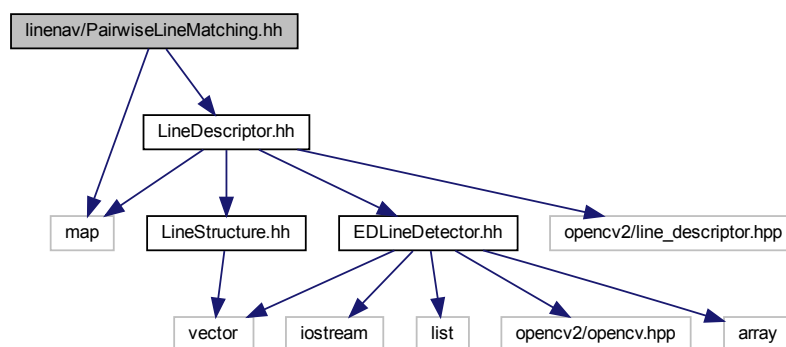 linenav/PairwiseLineMatching.hh
LineDescriptor.hh
map
LineStructure.hh
EDLineDetector.hh
opencv2/line_descriptor.hpp
vector
iostream
list
opencv2/opencv.hpp
array